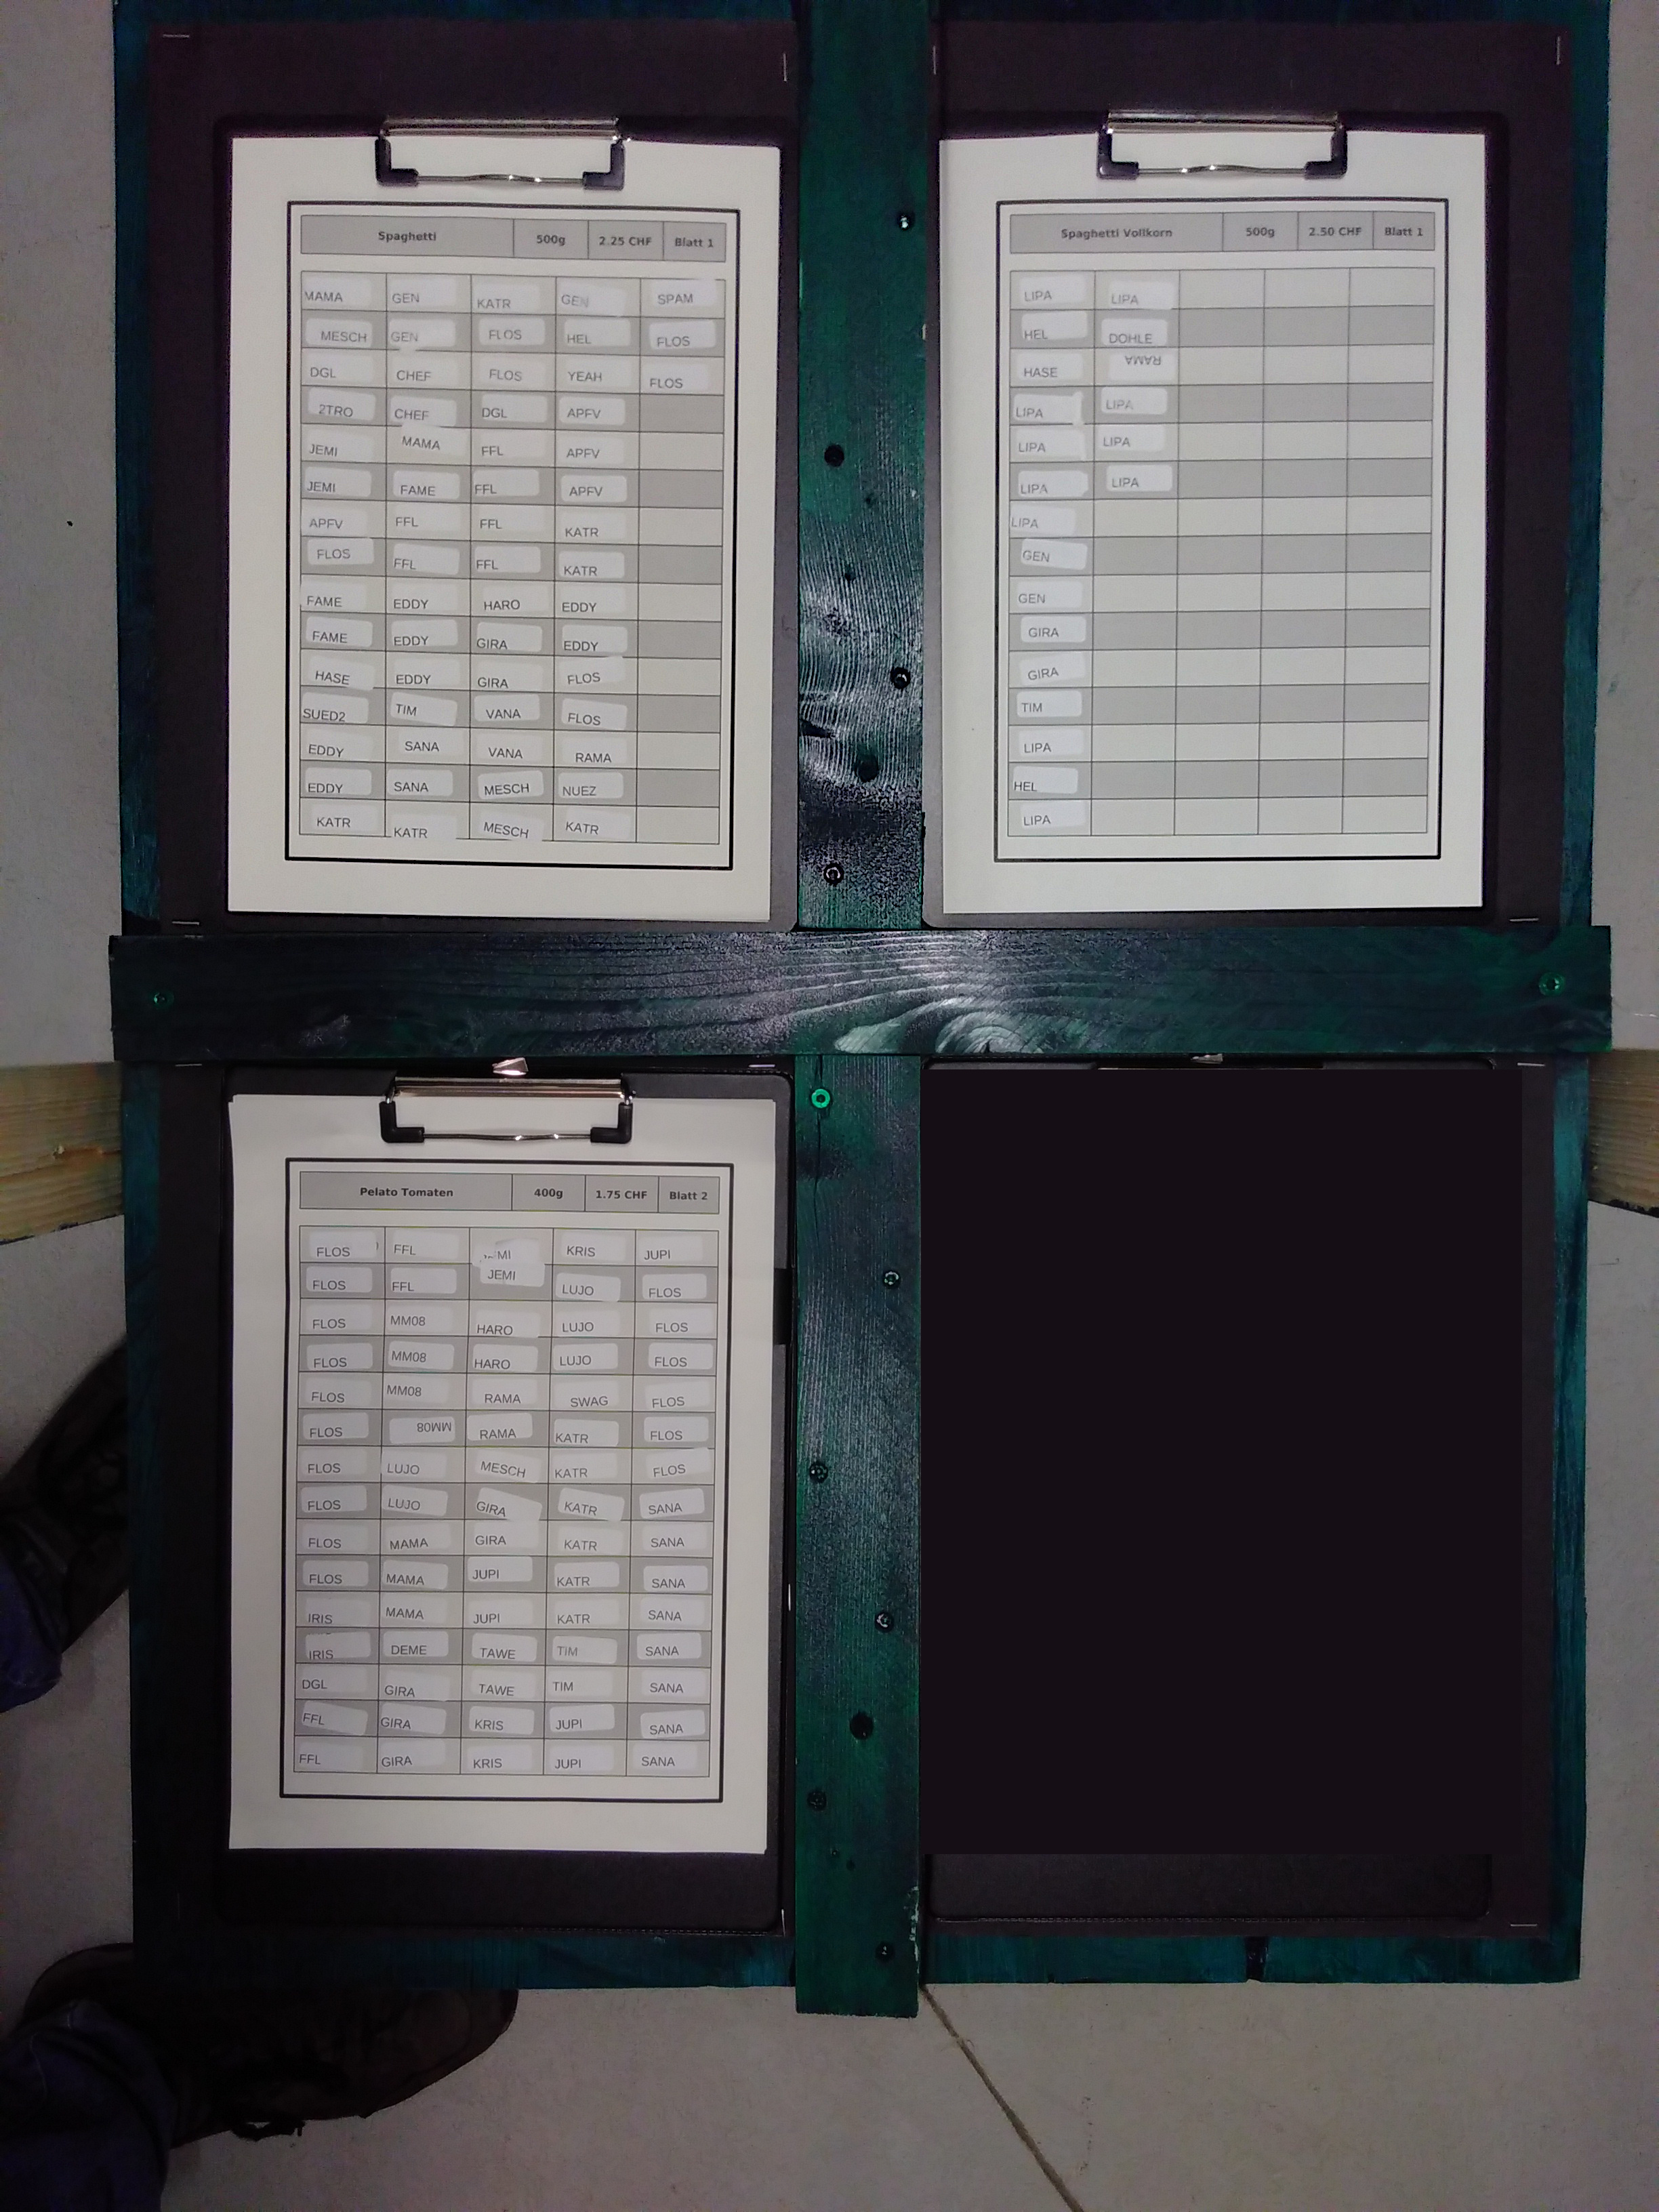 Spaghetti 500g 2.25 CHF Blatt 1
MAMA GEN KATR GEN SPAM
MESCH GEN FLOS HEL FLOS
DGL CHEF FLOS YEAH FLOS
2TRO CHEF DGL APFV
JEMI MAMA FFL APFV
JEMI FAME FFL APFV
APFV FFL FFL KATR
FLOS FFL FFL KATR
FAME EDDY HARO EDDY
FAME EDDY GIRA EDDY
HASE EDDY GIRA FLOS
SUED2 TIM VANA FLOS
EDDY SANA VANA RAMA
EDDY SANA MESCH NUEZ
KATR KATR MESCH KATR
Spaghetti Vollkorn 500g 2.50 CHF Blatt 1
LIPA LIPA
HEL DOHLE
HASE RAMA
LIPA LIPA
LIPA LIPA
LIPA LIPA
LIPA
GEN
GEN
GIRA
GIRA
TIM
LIPA
HEL
LIPA
Pelato Tomaten 400g 1.75 CHF Blatt 2
FLOS FFL KRIS JUPI
FLOS FFL JEMI LUJO FLOS
FLOS MM08 HARO LUJO FLOS
FLOS MM08 HARO LUJO FLOS
FLOS MM08 RAMA SWAG FLOS
FLOS MM08 RAMA KATR FLOS
FLOS LUJO MESCH KATR FLOS
FLOS LUJO GIRA KATR SANA
FLOS MAMA GIRA KATR SANA
FLOS MAMA JUPI KATR SANA
IRIS MAMA JUPI KATR SANA
IRIS DEME TAWE TIM SANA
DGL GIRA TAWE TIM SANA
FFL GIRA KRIS JUPI SANA
FFL GIRA KRIS JUPI SANA